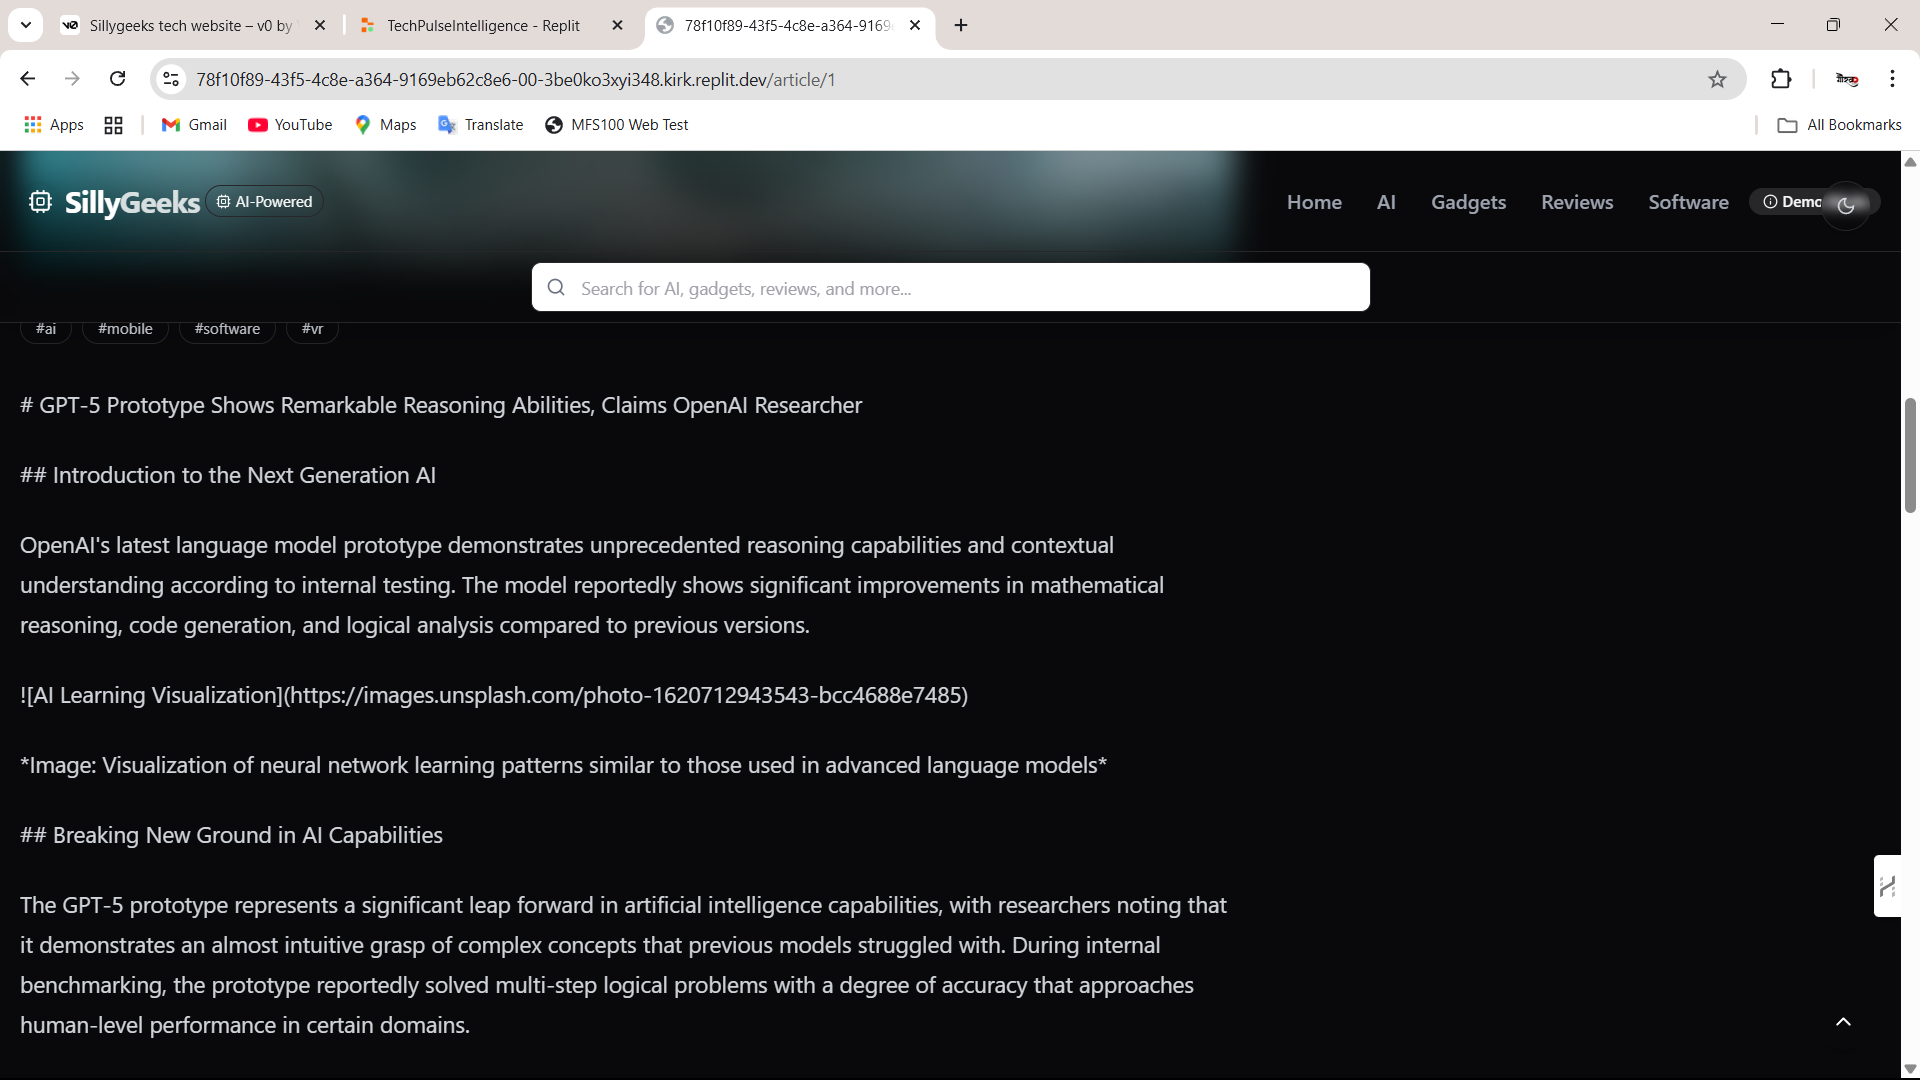 Sillygeeks tech website – v0 by
TechPulseIntelligence - Replit
78f10f89-43f5-4c8e-a364-9169
78f10f89-43f5-4c8e-a364-9169eb62c8e6-00-3be0ko3xyi348.kirk.replit.dev/article/1
Apps
Gmail
YouTube
Maps
Translate
MFS100 Web Test
All Bookmarks
SillyGeeks
AI-Powered
Home
AI
Gadgets
Reviews
Software
Demo
Search for AI, gadgets, reviews, and more...
#ai
#mobile
#software
#vr
# GPT-5 Prototype Shows Remarkable Reasoning Abilities, Claims OpenAI Researcher
## Introduction to the Next Generation AI
OpenAI's latest language model prototype demonstrates unprecedented reasoning capabilities and contextual
understanding according to internal testing. The model reportedly shows significant improvements in mathematical
reasoning, code generation, and logical analysis compared to previous versions.
![AI Learning Visualization](https://images.unsplash.com/photo-1620712943543-bcc4688e7485)
*Image: Visualization of neural network learning patterns similar to those used in advanced language models*
## Breaking New Ground in AI Capabilities
The GPT-5 prototype represents a significant leap forward in artificial intelligence capabilities, with researchers noting that
it demonstrates an almost intuitive grasp of complex concepts that previous models struggled with. During internal
benchmarking, the prototype reportedly solved multi-step logical problems with a degree of accuracy that approaches
human-level performance in certain domains.